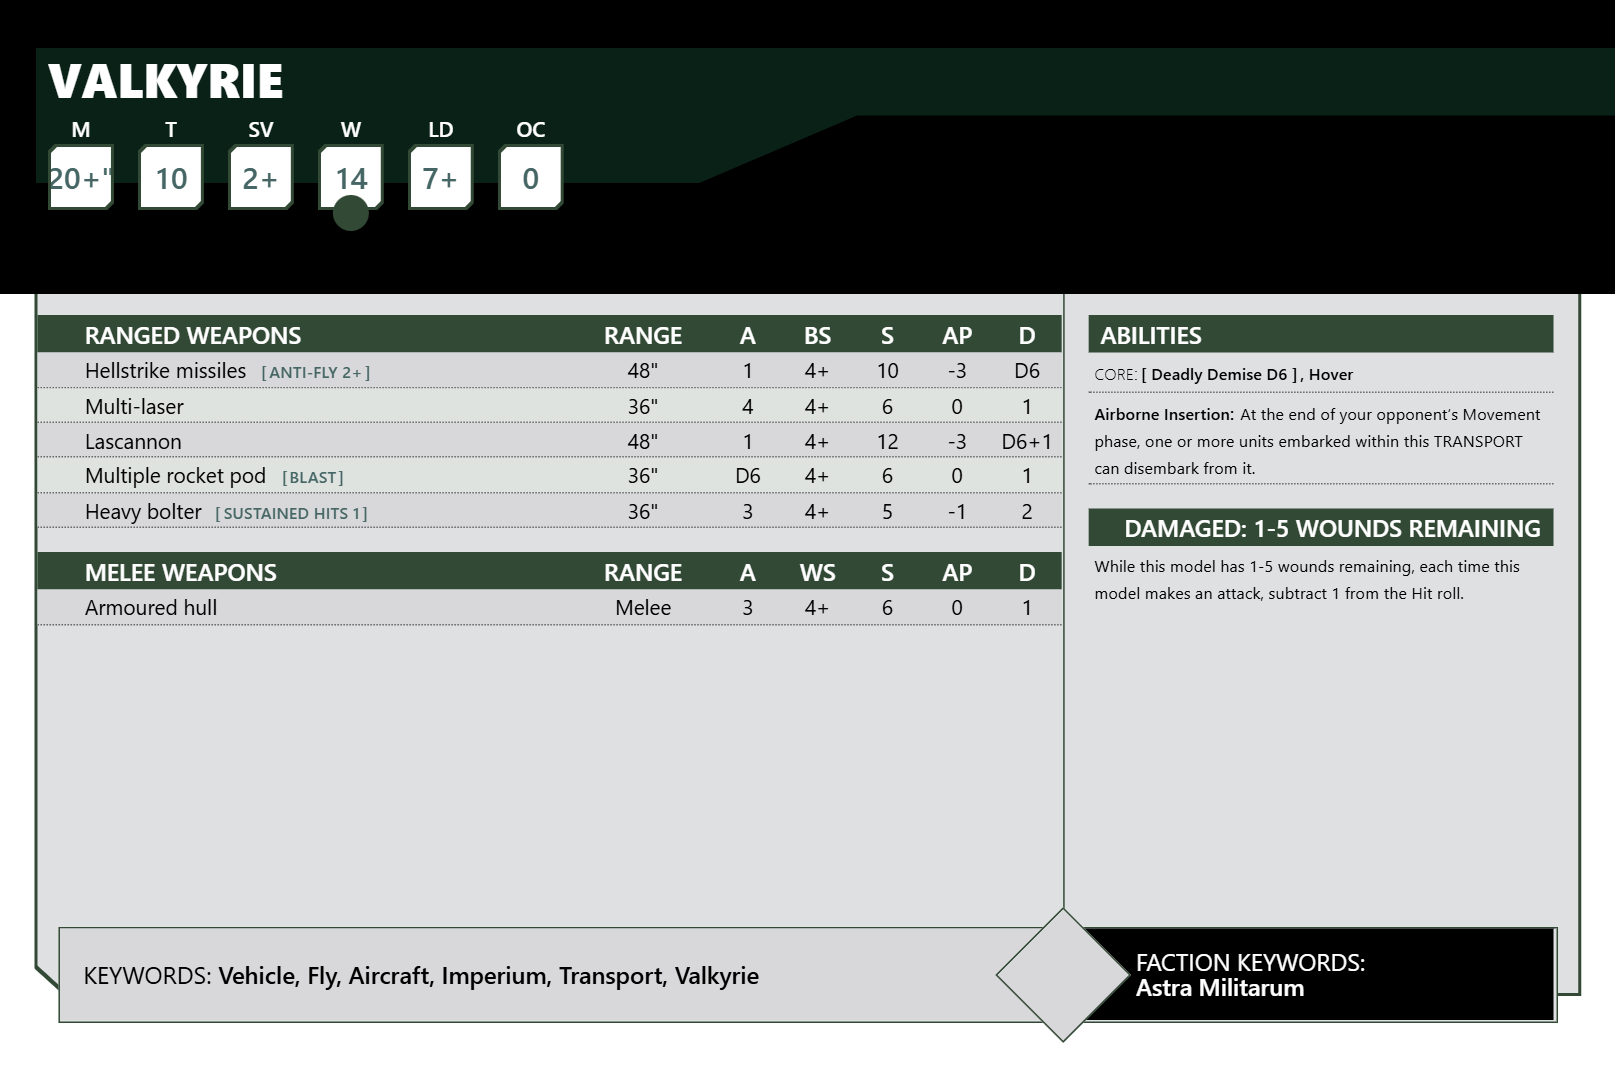 VALKYRIE
M T SV W LD OC
20+" 10 2+ 14 7+ 0
RANGED WEAPONS RANGE A BS S AP D
Hellstrike missiles [ANTI-FLY 2+] 48" 1 4+ 10 -3 D6
Multi-laser 36" 4 4+ 6 0 1
Lascannon 48" 1 4+ 12 -3 D6+1
Multiple rocket pod [BLAST] 36" D6 4+ 6 0 1
Heavy bolter [SUSTAINED HITS 1] 36" 3 4+ 5 -1 2
MELEE WEAPONS RANGE A WS S AP D
Armoured hull Melee 3 4+ 6 0 1
ABILITIES
CORE: [ Deadly Demise D6 ] , Hover
Airborne Insertion: At the end of your opponent's Movement
phase, one or more units embarked within this TRANSPORT
can disembark from it.
DAMAGED: 1-5 WOUNDS REMAINING
While this model has 1-5 wounds remaining, each time this
model makes an attack, subtract 1 from the Hit roll.
KEYWORDS: Vehicle, Fly, Aircraft, Imperium, Transport, Valkyrie
FACTION KEYWORDS:
Astra Militarum